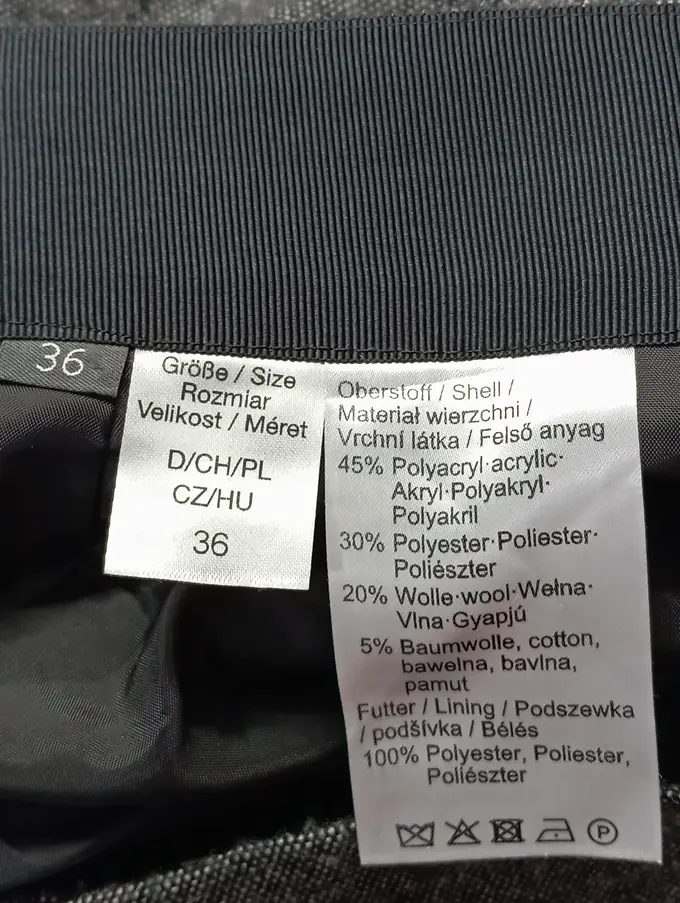 36
Größe / Size
Rozmiar
Velikost / Méret
D/CH/PL
CZ/HU
36
Oberstoff / Shell /
Materiał wierzchni /
Vrchní látka / Felső anyag
45% Polyacryl·acrylic·
Akryl·Polyakryl·
Polyakril
30% Polyester·Poliester·
Poliészter
20% Wolle·wool·Wełna·
Vlna·Gyapjú
5% Baumwolle, cotton,
bawełna, bavlna,
pamut
Futter / Lining / Podszewka
/ podšívka / Bélés
100% Polyester, Poliester,
Poliészter
P